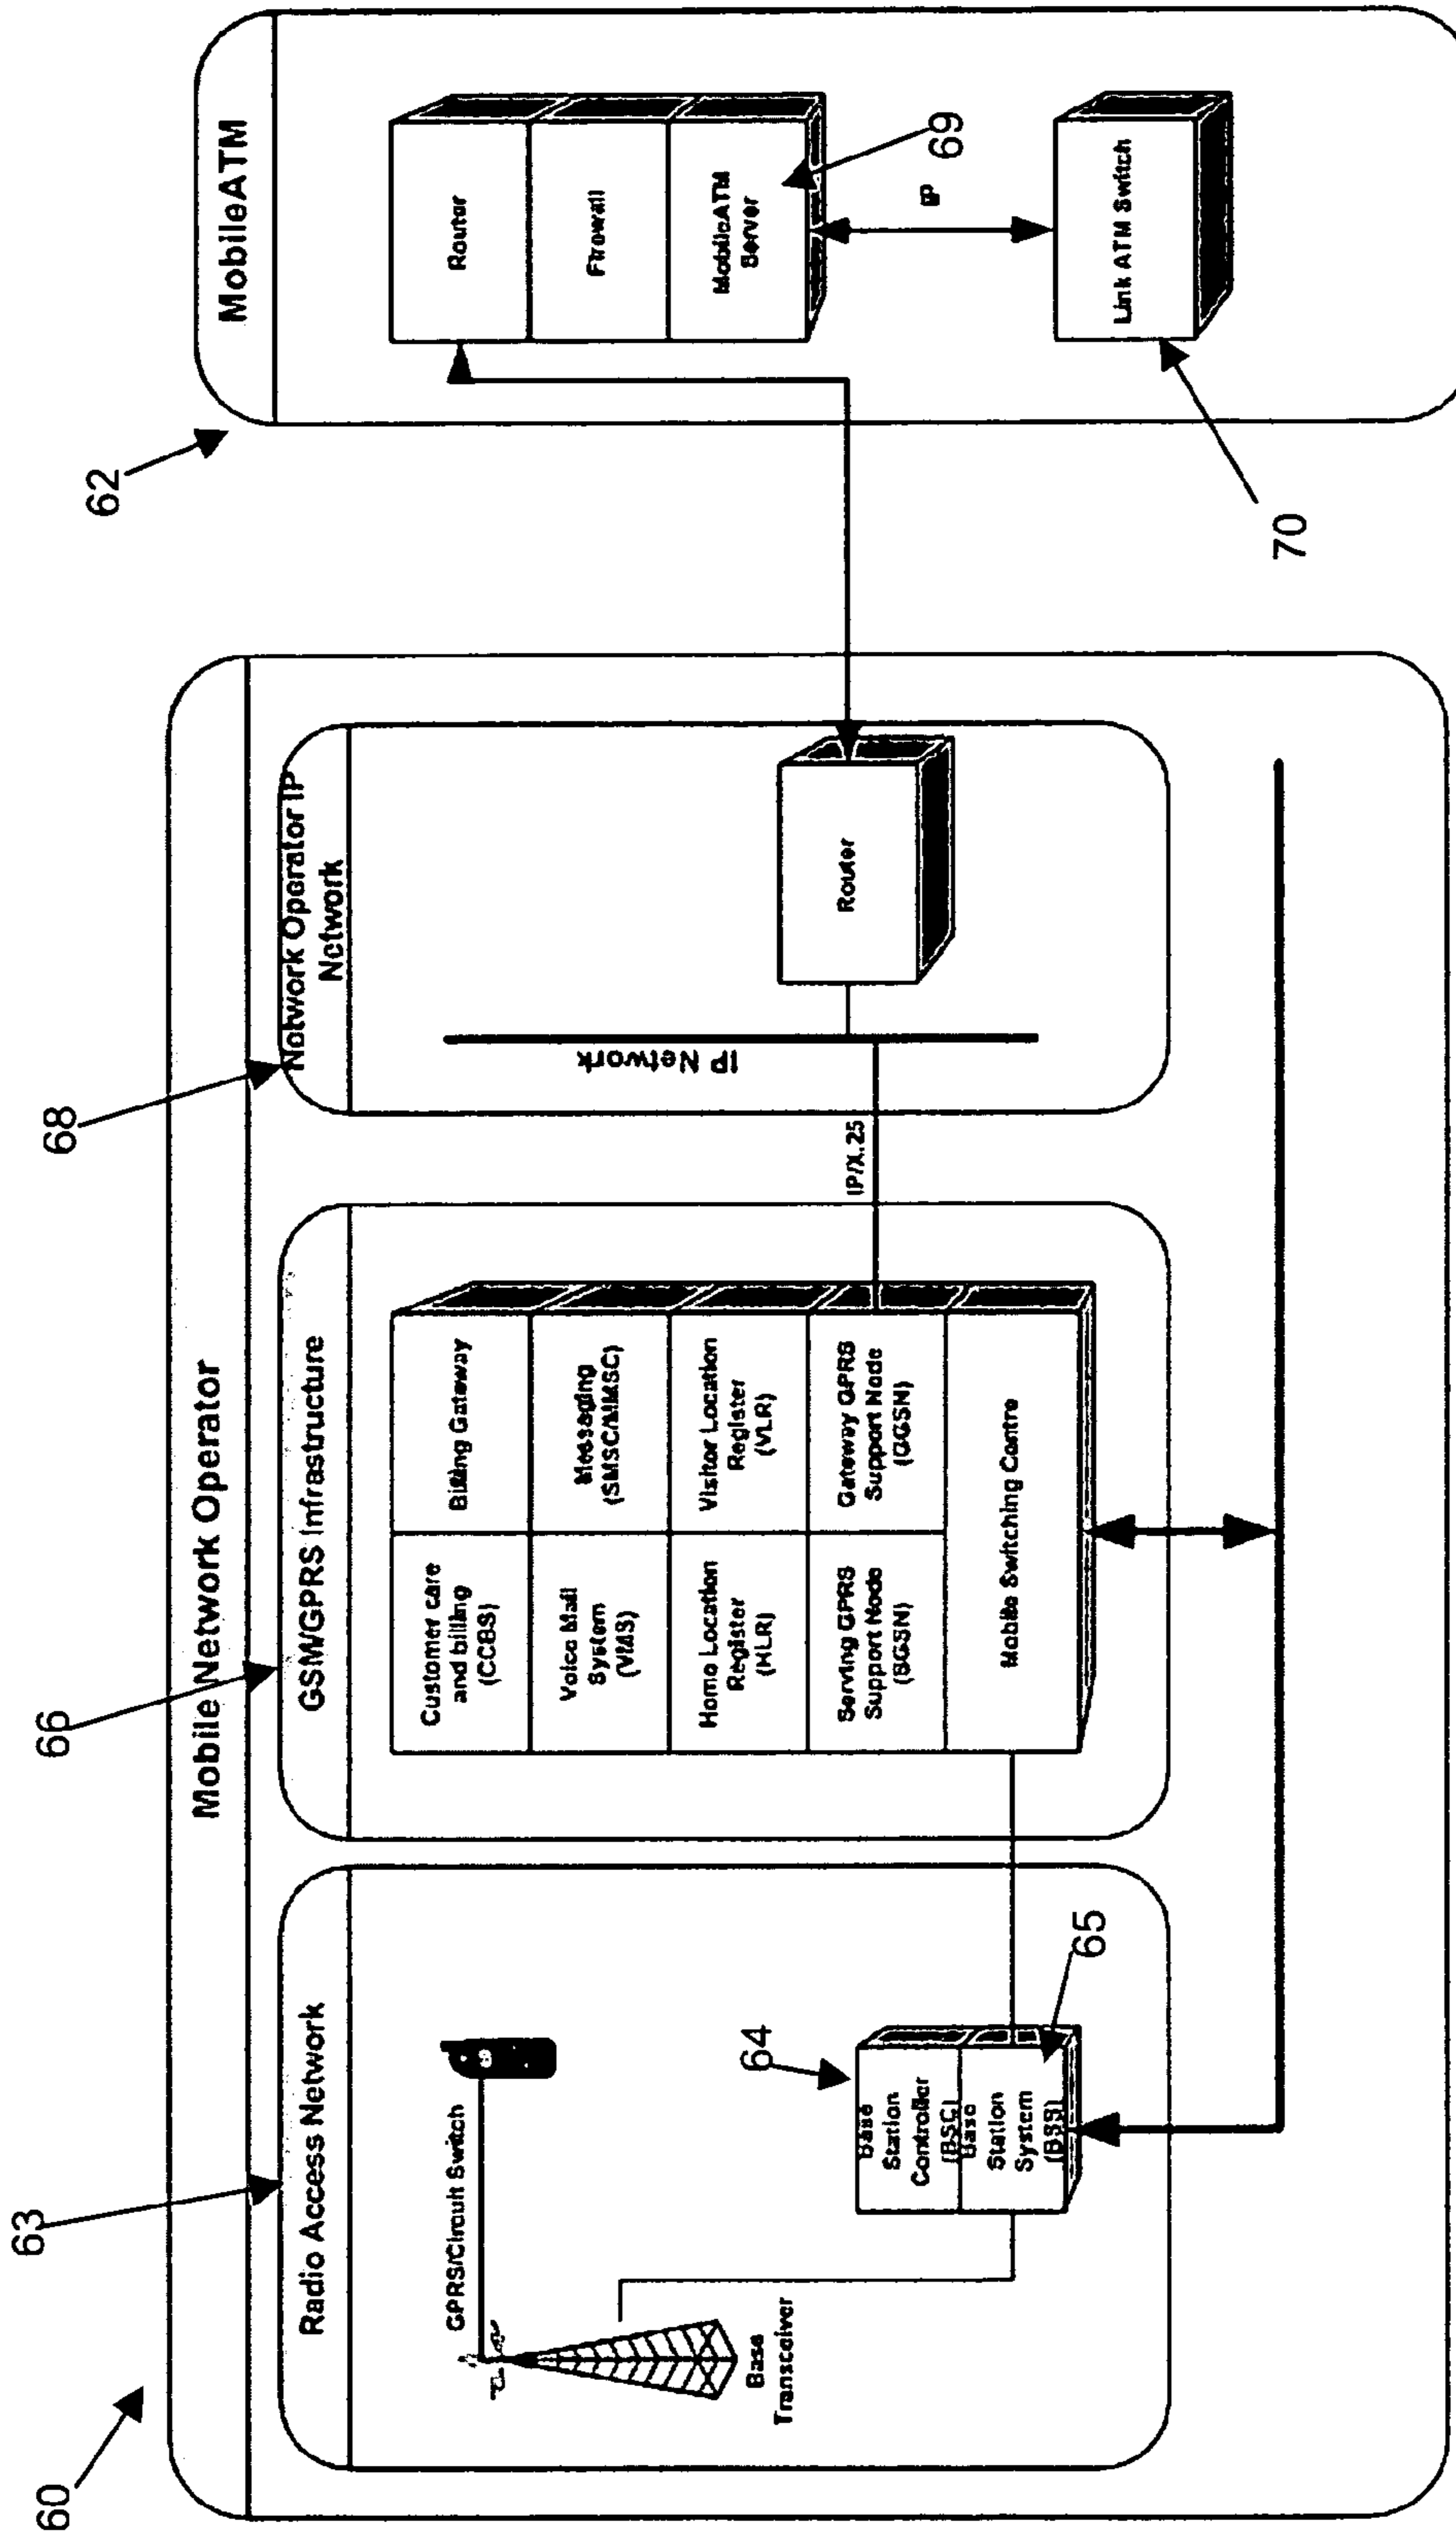 60
Mobile Network Operator
63
Radio Access Network
GPRS/Circuit Switch
Base
Transceiver
64
Base
Station
Controller
(BSC)
Base
Station
System
(BSS)
65
66
GSM/GPRS Infrastructure
Customer care
and billing
(CCBS)
Billing Gateway
Voice Mail
System
(VMS)
Messaging
(SMSC/MMSC)
Home Location
Register
(HLR)
Visitor Location
Register
(VLR)
Serving GPRS
Support Node
(SGSN)
Gateway GPRS
Support Node
(GGSN)
Mobile Switching Centre
IP/X.25
68
Network Operator IP
Network
IP Network
Router
62
MobileATM
Router
Firewall
MobileATM
Server
69
IP
Link ATM Switch
70